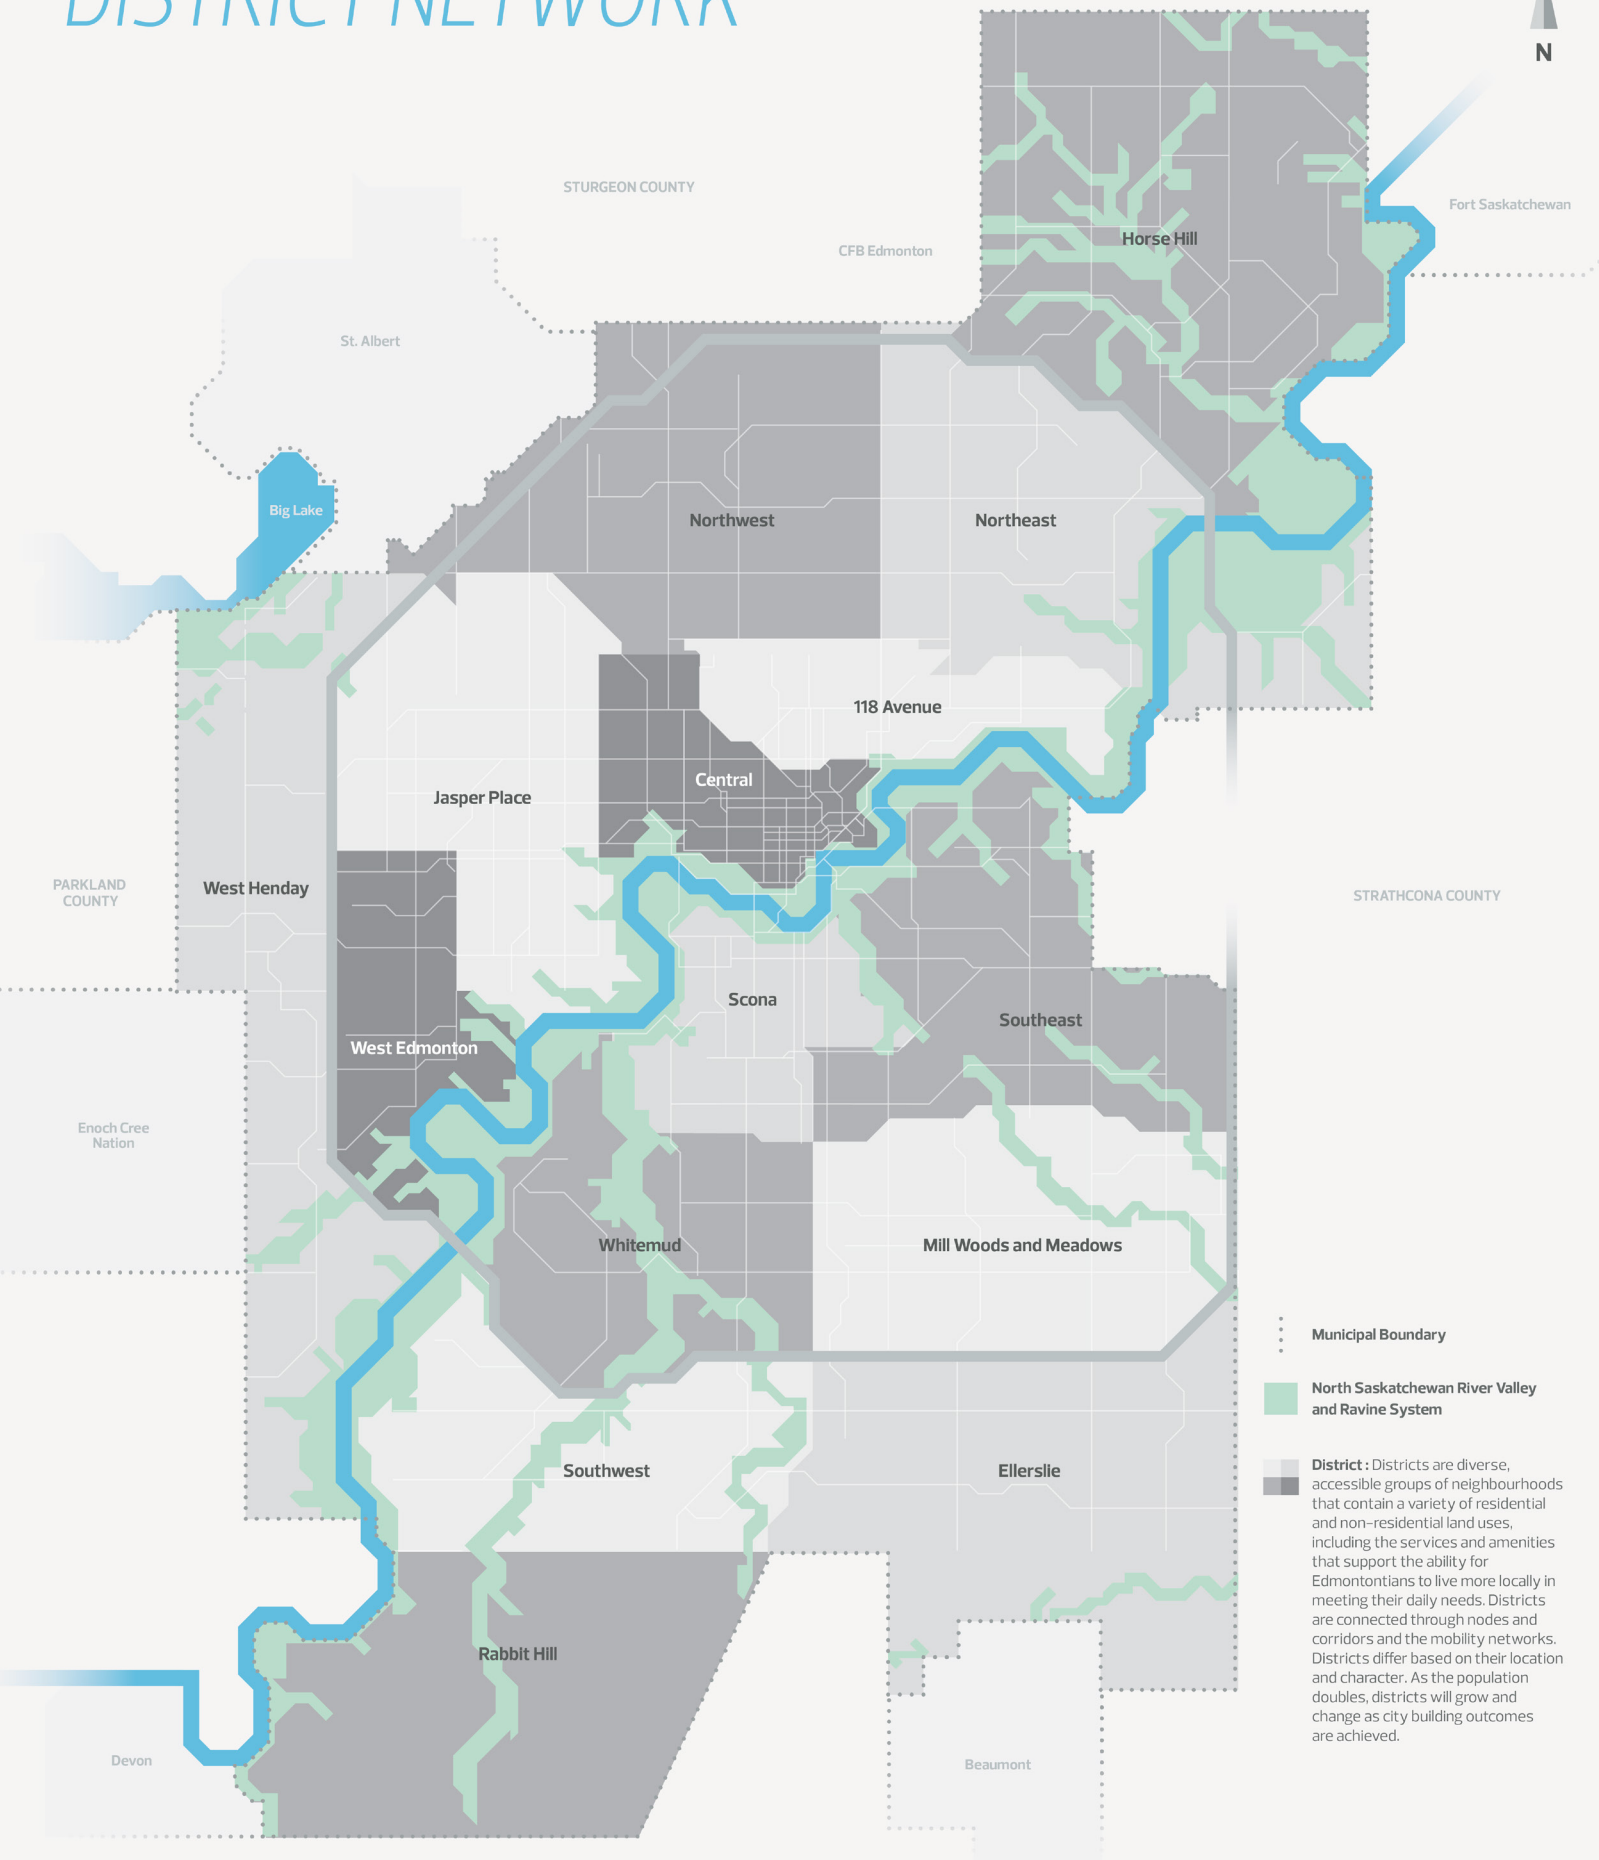 DISTRICT NETWORK
N
STURGEON COUNTY
Fort Saskatchewan
Horse Hill
CFB Edmonton
St. Albert
Big Lake
Northwest
Northeast
118 Avenue
Central
Jasper Place
West Henday
PARKLAND
COUNTY
STRATHCONA COUNTY
Scona
Southeast
West Edmonton
Enoch Cree
Nation
Whitemud
Mill Woods and Meadows
Southwest
Ellerslie
Rabbit Hill
Devon
Beaumont
Municipal Boundary
North Saskatchewan River Valley
and Ravine System
District : Districts are diverse,
accessible groups of neighbourhoods
that contain a variety of residential
and non-residential land uses,
including the services and amenities
that support the ability for
Edmontontians to live more locally in
meeting their daily needs. Districts
are connected through nodes and
corridors and the mobility networks.
Districts differ based on their location
and character. As the population
doubles, districts will grow and
change as city building outcomes
are achieved.